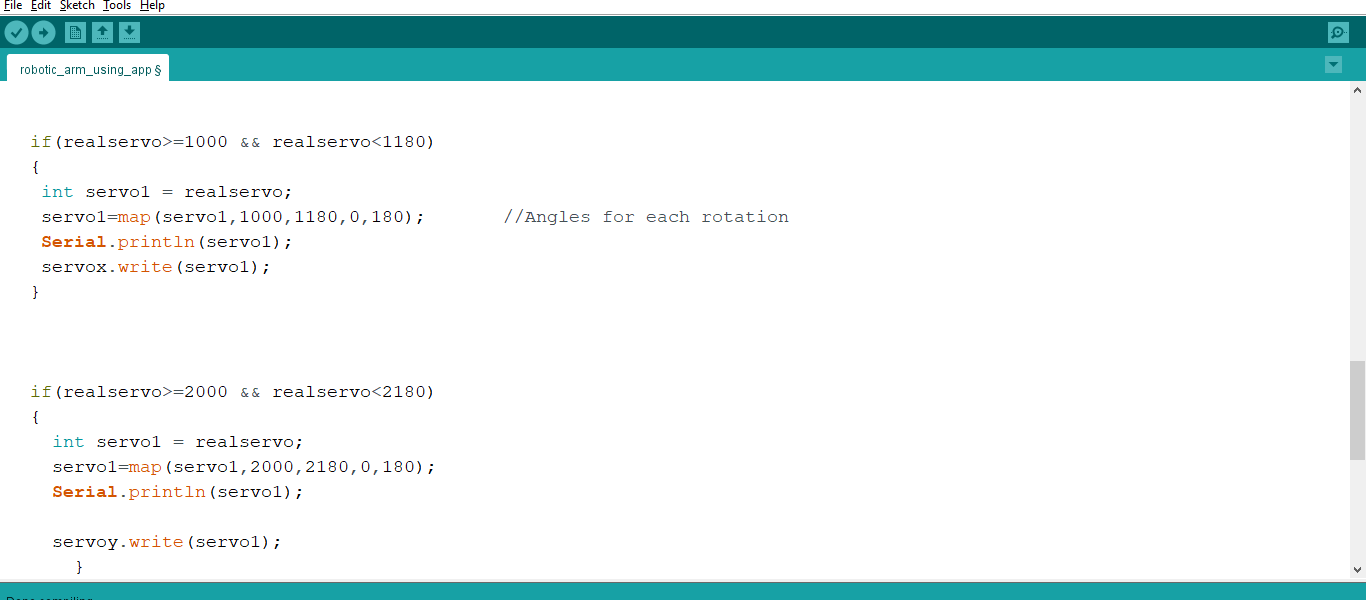 File Edit Sketch Tools Help
robotic_arm_using_app §
if(realservo>=1000 && realservo<1180)
{
int servo1 = realservo;
servo1=map(servo1,1000,1180,0,180); //Angles for each rotation
Serial.println(servo1);
servox.write(servo1);
}
if(realservo>=2000 && realservo<2180)
{
int servo1 = realservo;
servo1=map(servo1,2000,2180,0,180);
Serial.println(servo1);
servoy.write(servo1);
}
Done compiling